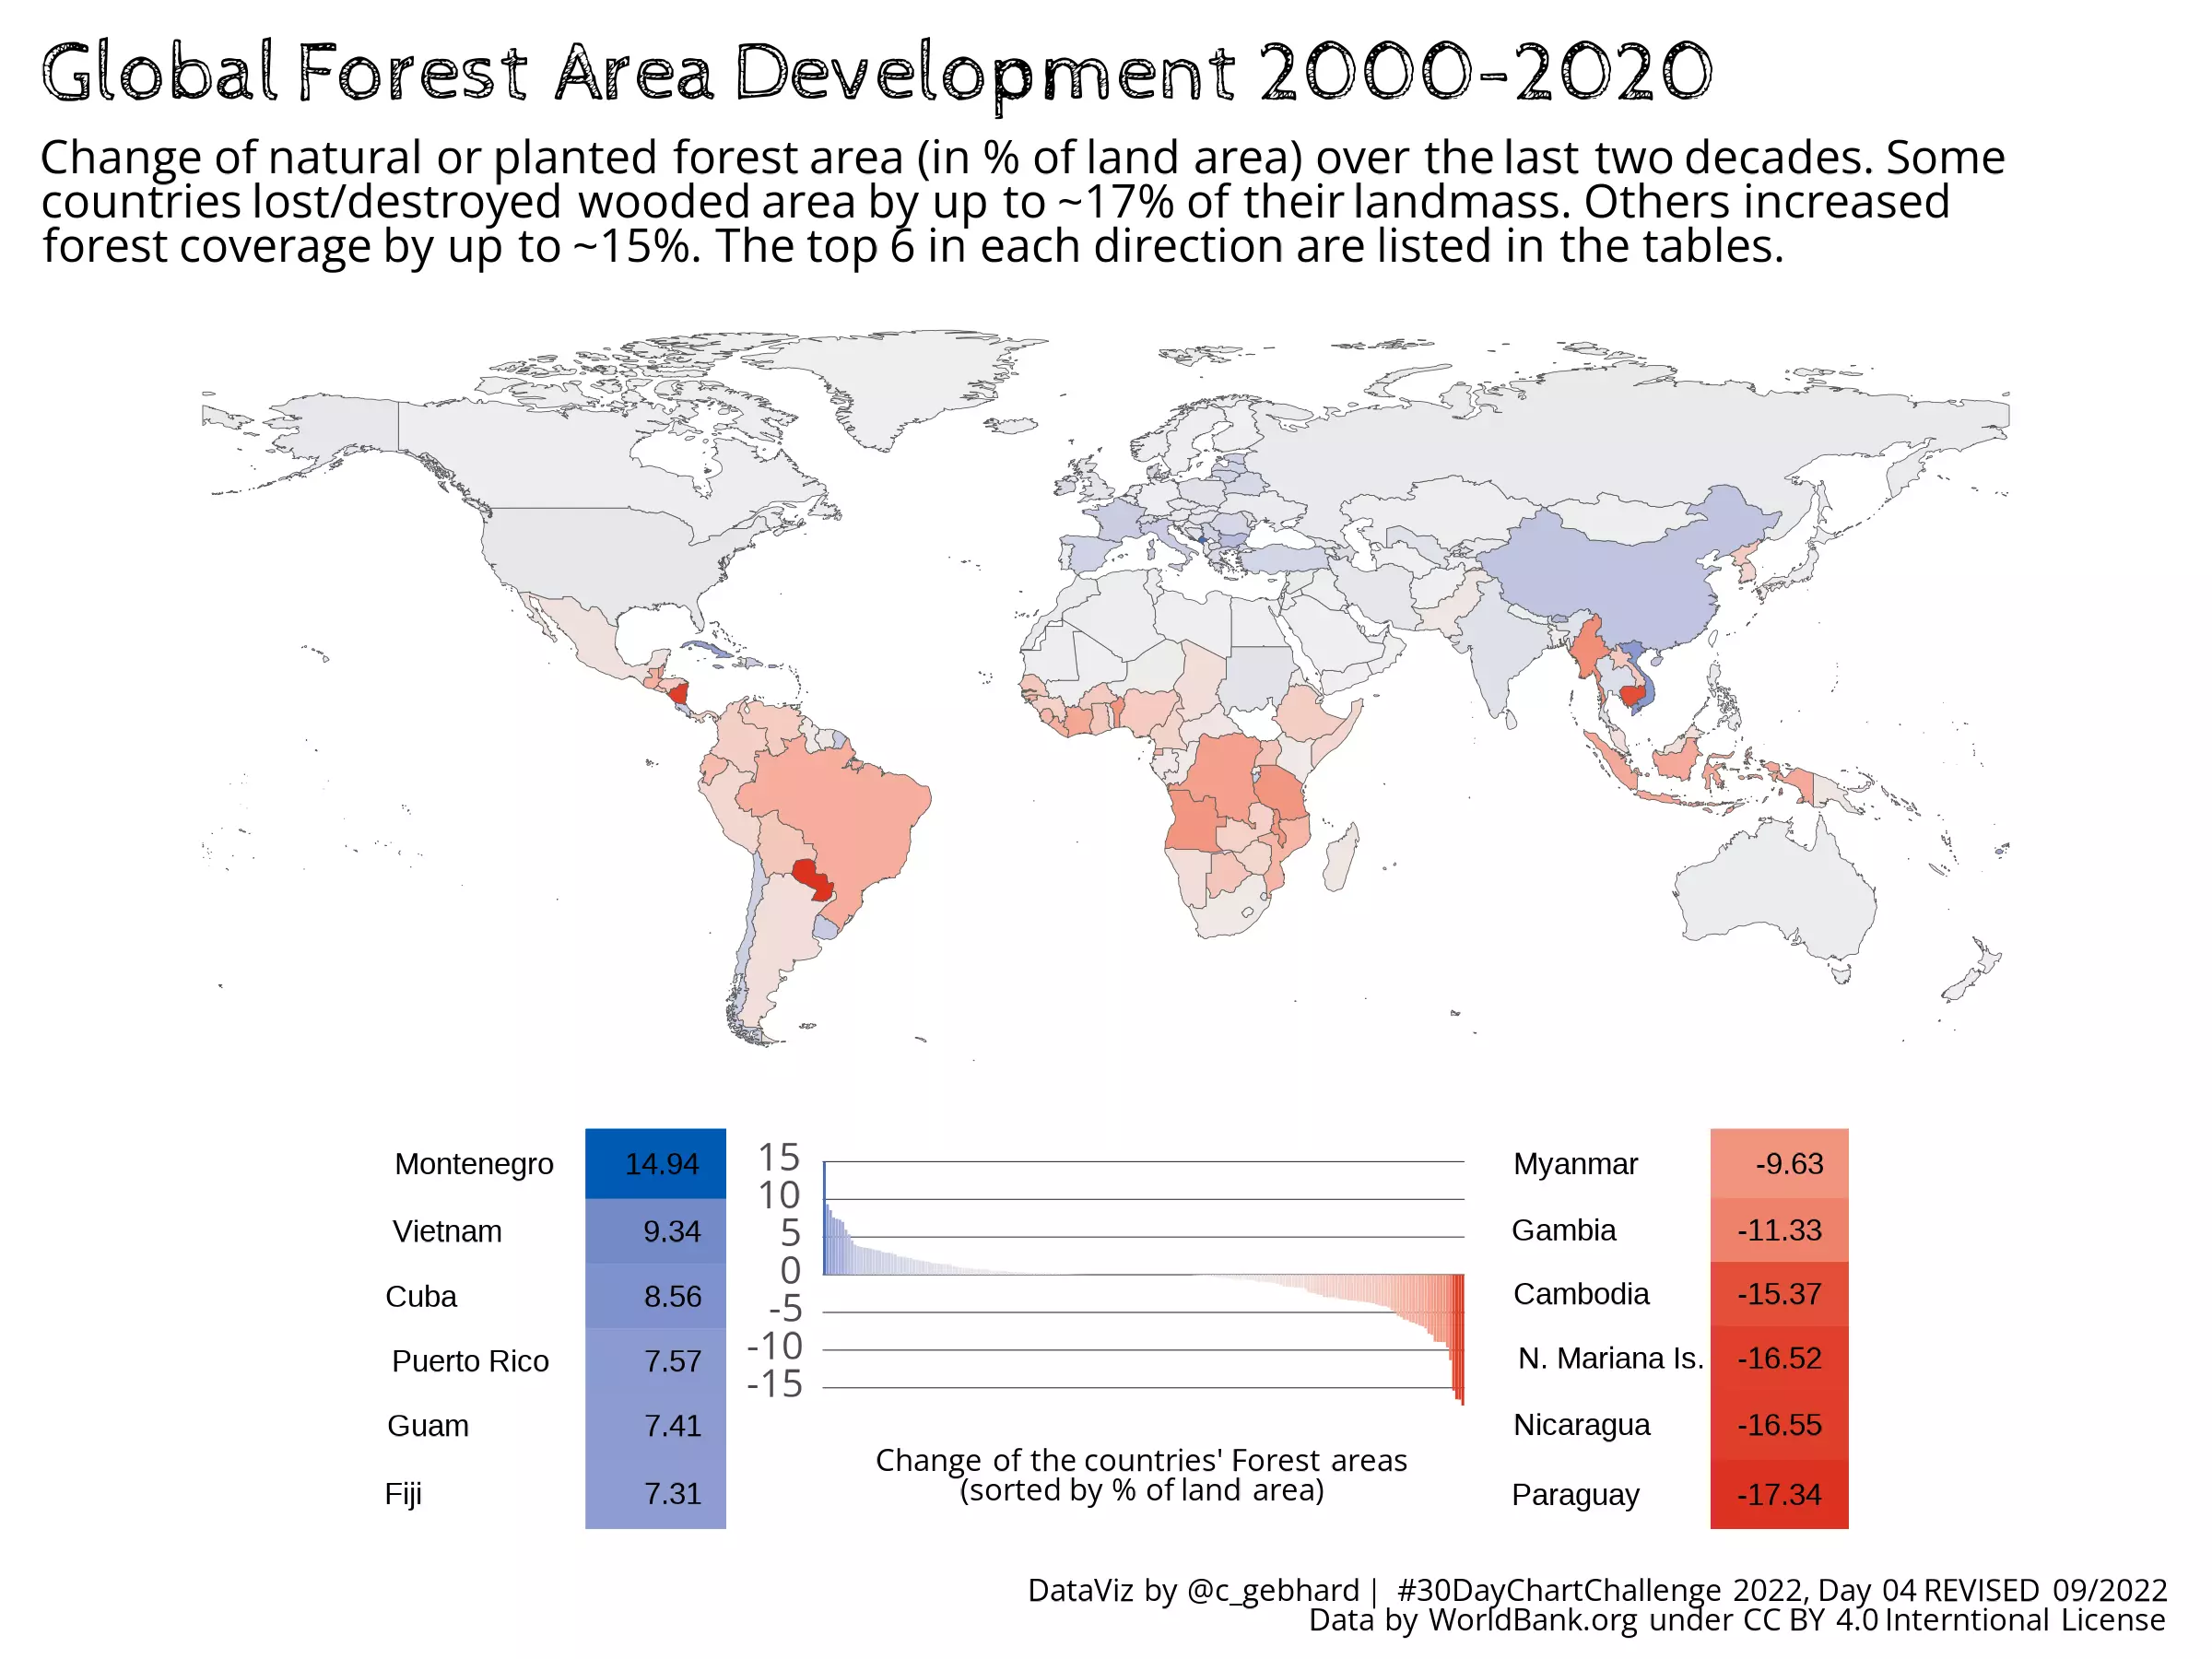 Global Forest Area Development 2000-2020
Change of natural or planted forest area (in % of land area) over the last two decades. Some
countries lost/destroyed wooded area by up to ~17% of their landmass. Others increased
forest coverage by up to ~15%. The top 6 in each direction are listed in the tables.
Montenegro 14.94
Vietnam 9.34
Cuba 8.56
Puerto Rico 7.57
Guam 7.41
Fiji 7.31
15
10
5
0
-5
-10
-15
Change of the countries' Forest areas
(sorted by % of land area)
Myanmar -9.63
Gambia -11.33
Cambodia -15.37
N. Mariana Is. -16.52
Nicaragua -16.55
Paraguay -17.34
DataViz by @c_gebhard | #30DayChartChallenge 2022, Day 04 REVISED 09/2022
Data by WorldBank.org under CC BY 4.0 Interntional License